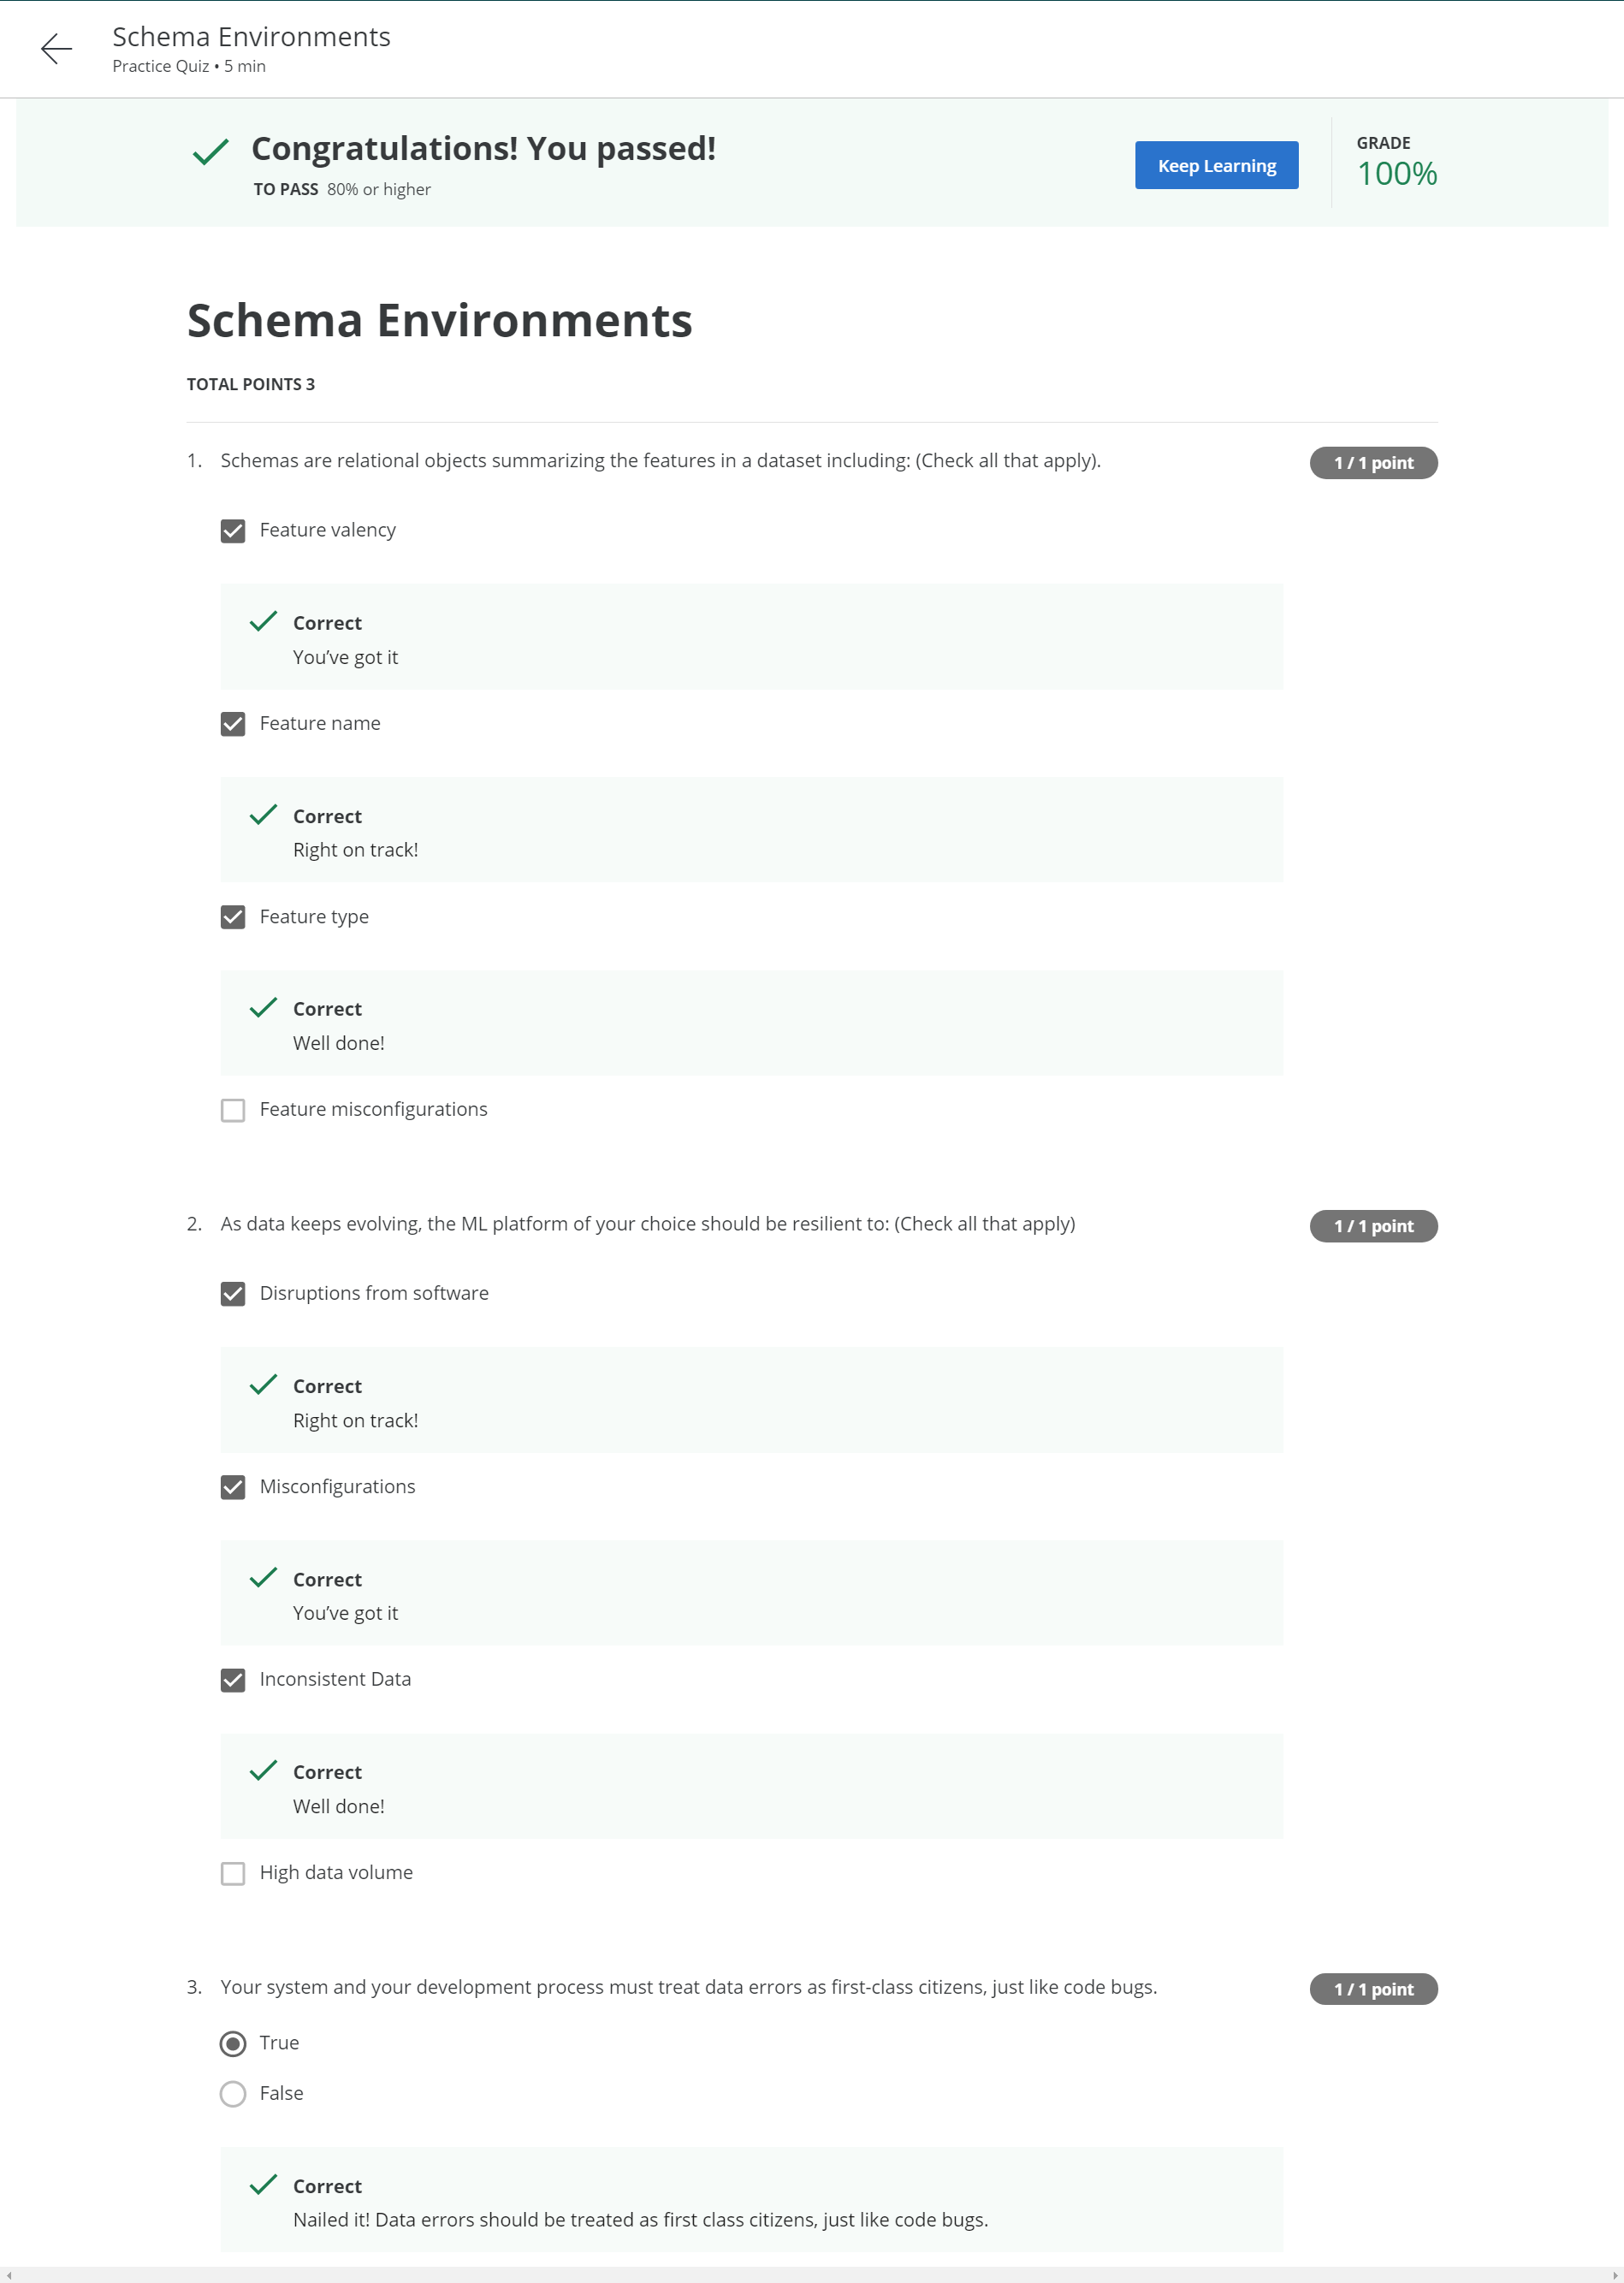 Schema Environments
Practice Quiz • 5 min
Congratulations! You passed!
TO PASS 80% or higher
Keep Learning
GRADE
100%
Schema Environments
TOTAL POINTS 3
1. Schemas are relational objects summarizing the features in a dataset including: (Check all that apply).
1 / 1 point
Feature valency
Correct
You’ve got it
Feature name
Correct
Right on track!
Feature type
Correct
Well done!
Feature misconfigurations
2. As data keeps evolving, the ML platform of your choice should be resilient to: (Check all that apply)
1 / 1 point
Disruptions from software
Correct
Right on track!
Misconfigurations
Correct
You’ve got it
Inconsistent Data
Correct
Well done!
High data volume
3. Your system and your development process must treat data errors as first-class citizens, just like code bugs.
1 / 1 point
True
False
Correct
Nailed it! Data errors should be treated as first class citizens, just like code bugs.